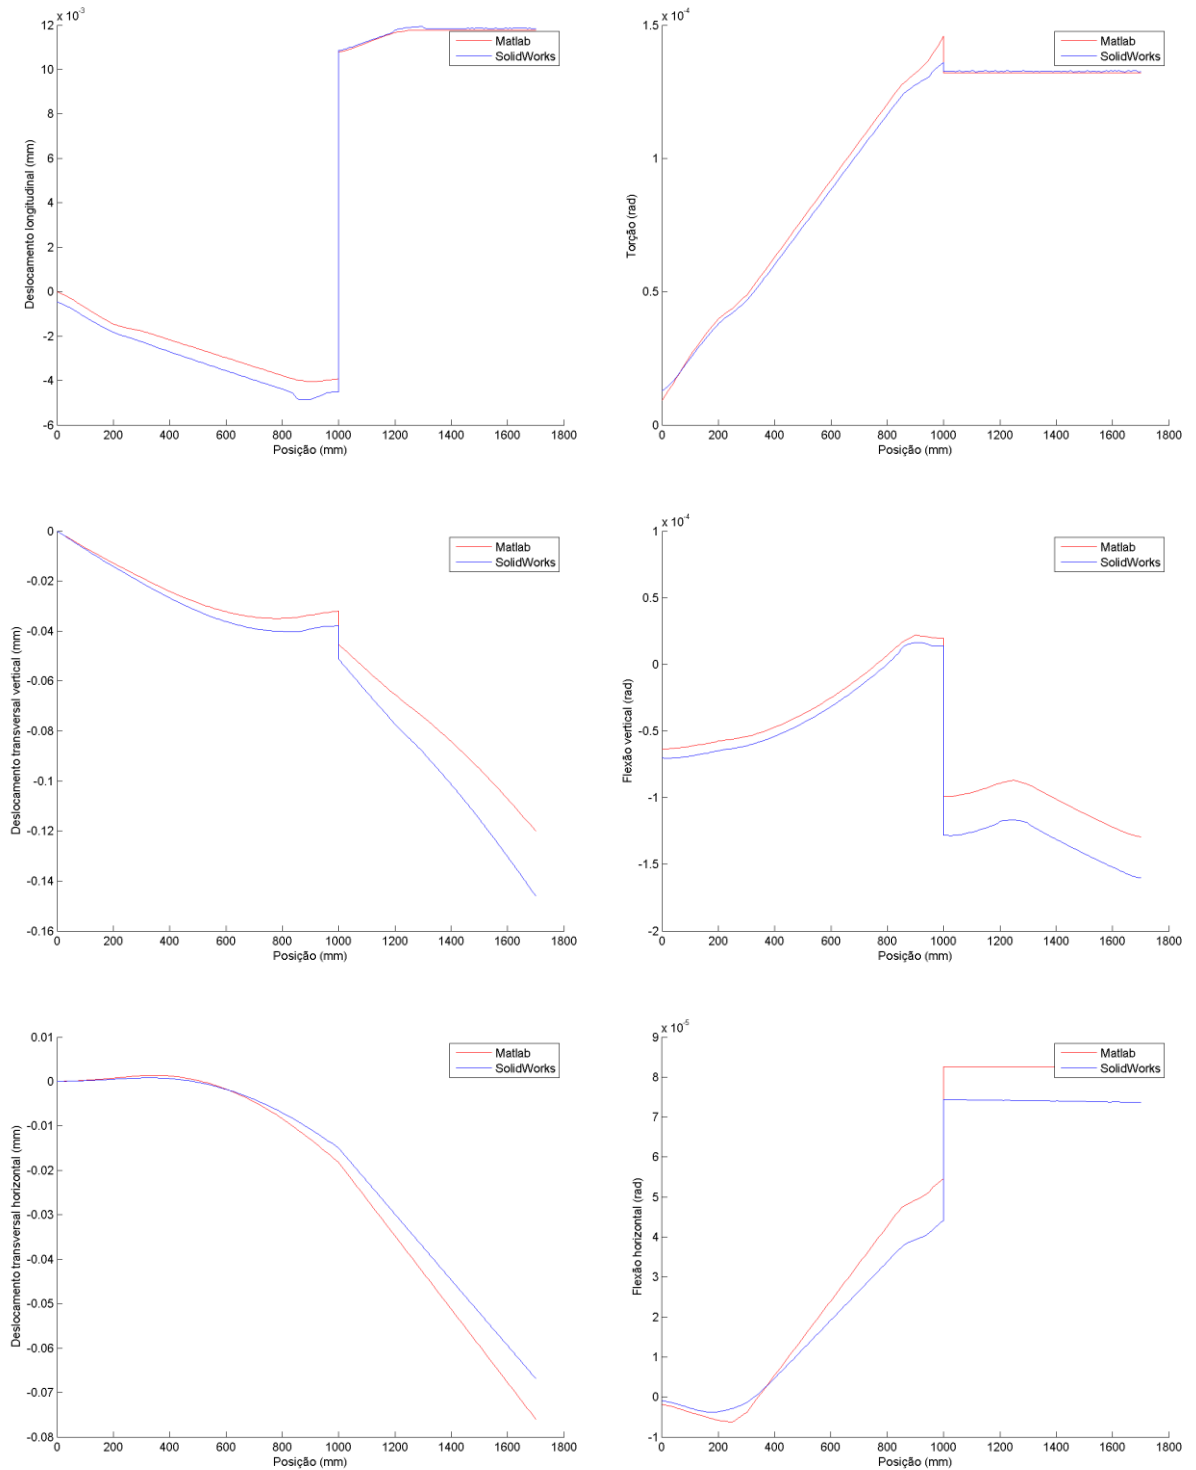 x 10-3
12
10
8
6
4
2
0
-2
-4
-6
0 200 400 600 800 1000 1200 1400 1600 1800
Posição (mm)
Deslocamento longitudinal (mm)
Matlab
SolidWorks
x 10-4
1.5
1
0.5
0
0 200 400 600 800 1000 1200 1400 1600 1800
Posição (mm)
Torção (rad)
Matlab
SolidWorks
0
-0.02
-0.04
-0.06
-0.08
-0.1
-0.12
-0.14
-0.16
0 200 400 600 800 1000 1200 1400 1600 1800
Posição (mm)
Deslocamento transversal vertical (mm)
Matlab
SolidWorks
x 10-4
1
0.5
0
-0.5
-1
-1.5
-2
0 200 400 600 800 1000 1200 1400 1600 1800
Posição (mm)
Flexão vertical (rad)
Matlab
SolidWorks
0.01
0
-0.01
-0.02
-0.03
-0.04
-0.05
-0.06
-0.07
-0.08
0 200 400 600 800 1000 1200 1400 1600 1800
Posição (mm)
Deslocamento transversal horizontal (mm)
Matlab
SolidWorks
x 10-5
9
8
7
6
5
4
3
2
1
0
-1
0 200 400 600 800 1000 1200 1400 1600 1800
Posição (mm)
Flexão horizontal (rad)
Matlab
SolidWorks